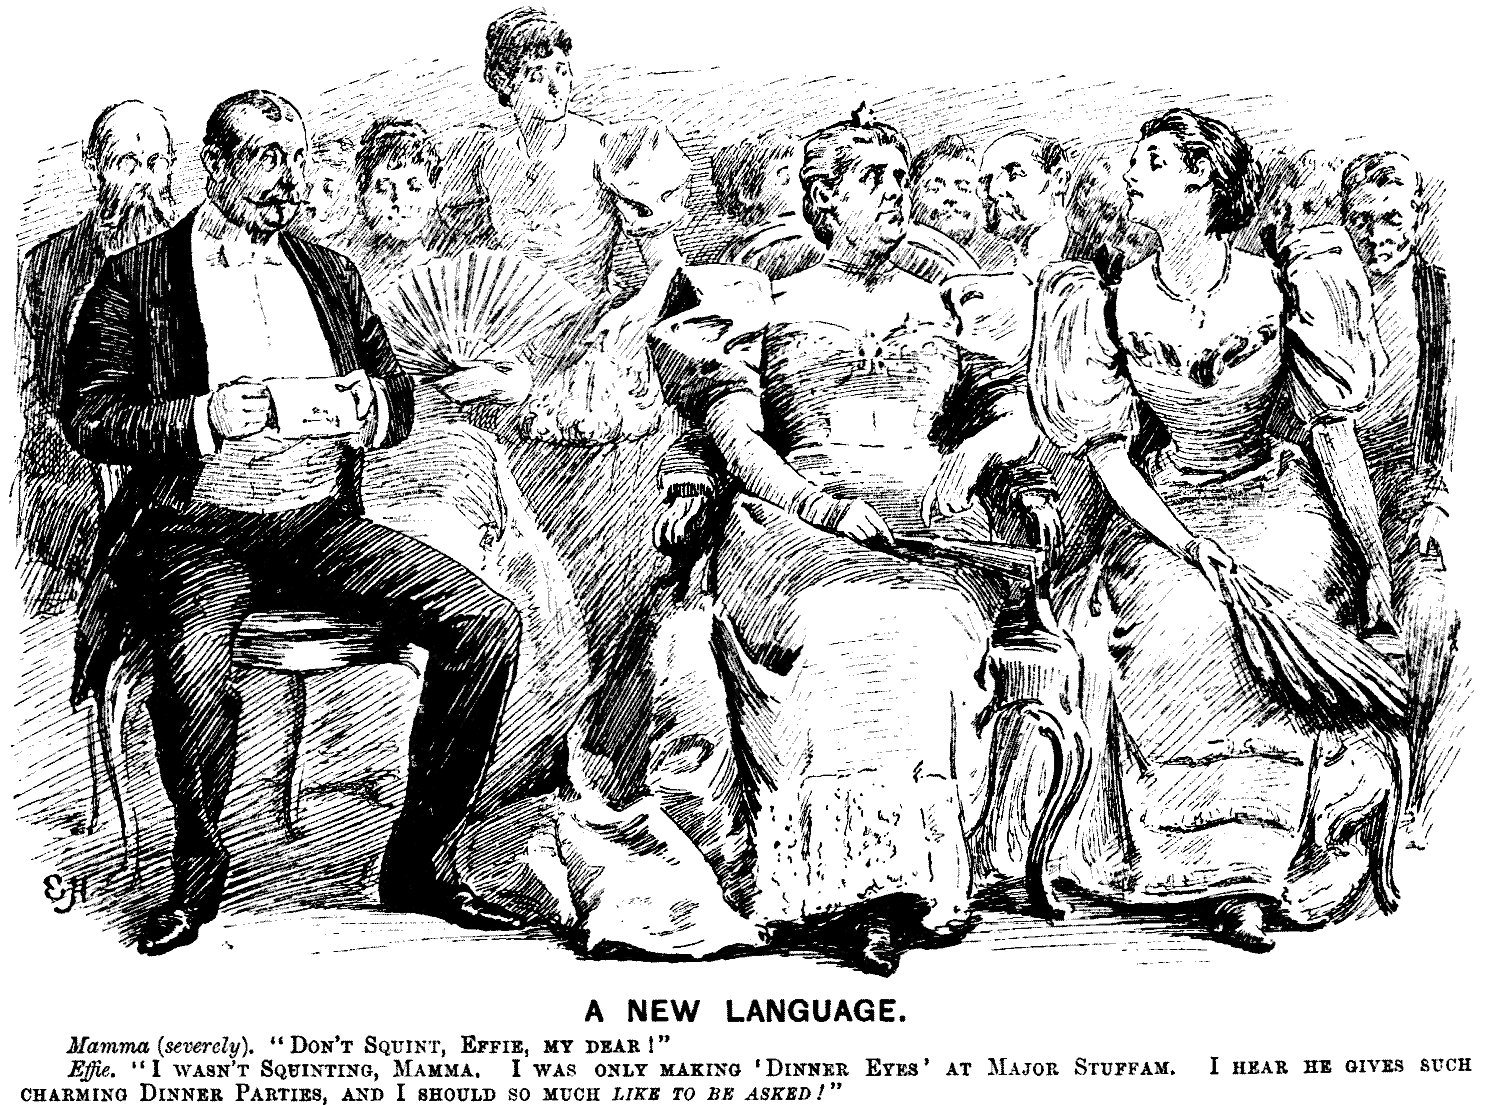 EH
A NEW LANGUAGE.
Mamma (severely). "Don't Squint, Effie, my dear!"
Effie. "I wasn't Squinting, Mamma. I was only making 'Dinner Eyes' at Major Stuffam. I hear he gives such
charming Dinner Parties, and I should so much like to be asked!"